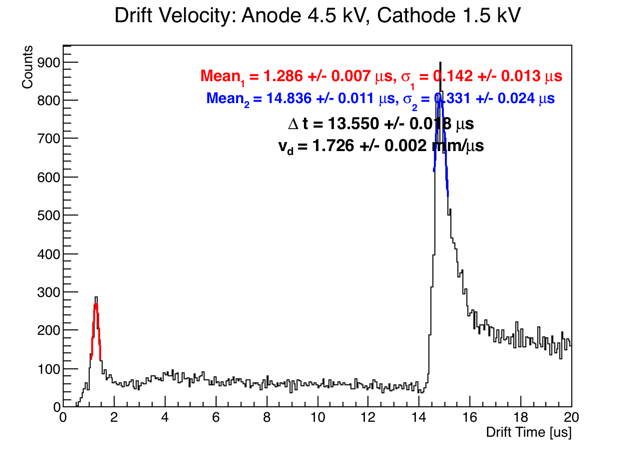 Drift Velocity: Anode 4.5 kV, Cathode 1.5 kV
Counts
900
800
700
600
500
400
300
200
100
0
Mean1 = 1.286 +/- 0.007 μs, σ1 = 0.142 +/- 0.013 μs
Mean2 = 14.836 +/- 0.011 μs, σ2 = 0.331 +/- 0.024 μs
Δ t = 13.550 +/- 0.018 μs
vd = 1.726 +/- 0.002 mm/μs
0 2 4 6 8 10 12 14 16 18 20
Drift Time [us]